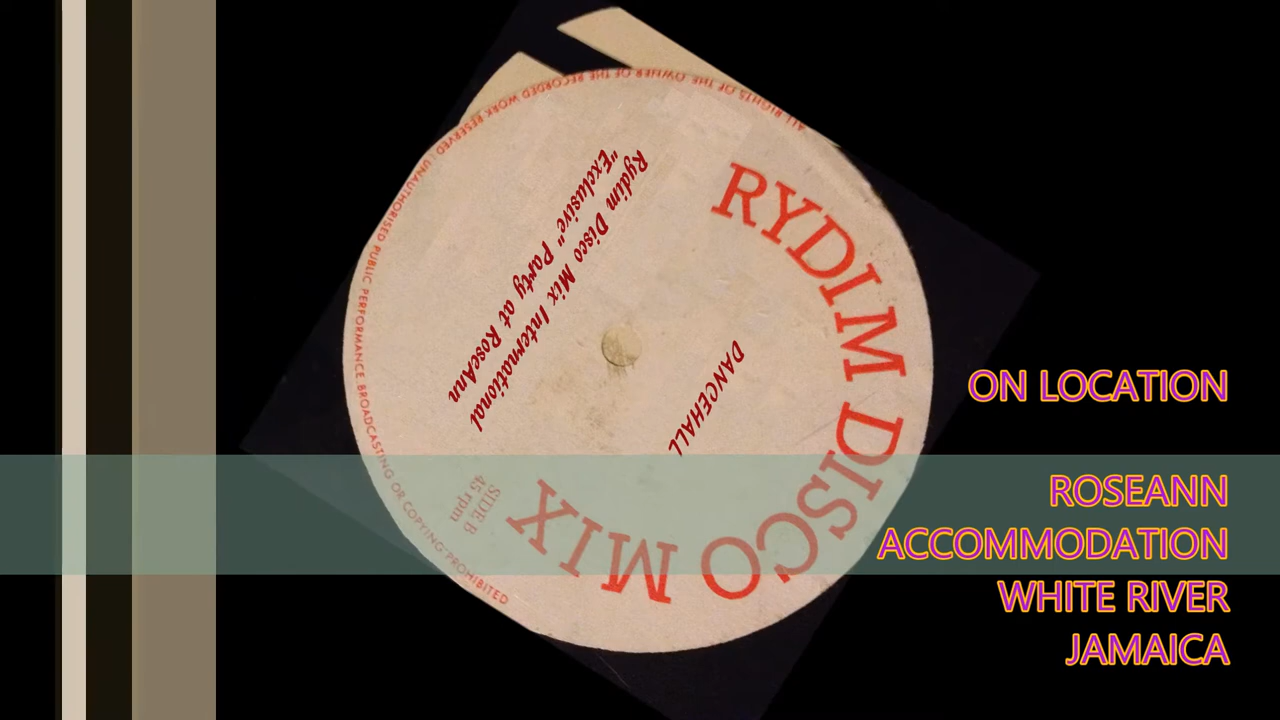 ALL RIGHTS OF THE OWNER OF THE RECORDED WORK RESERVED · UNAUTHORISED PUBLIC PERFORMANCE BROADCASTING OR COPYING PROHIBITED
RYDIM DISCO MIX
DANCEHALL
Rydim Disco Mix International
"Exclusive" Party at RoseAnn
SIDE B
45 rpm
ON LOCATION
ROSEANN
ACCOMMODATION
WHITE RIVER
JAMAICA